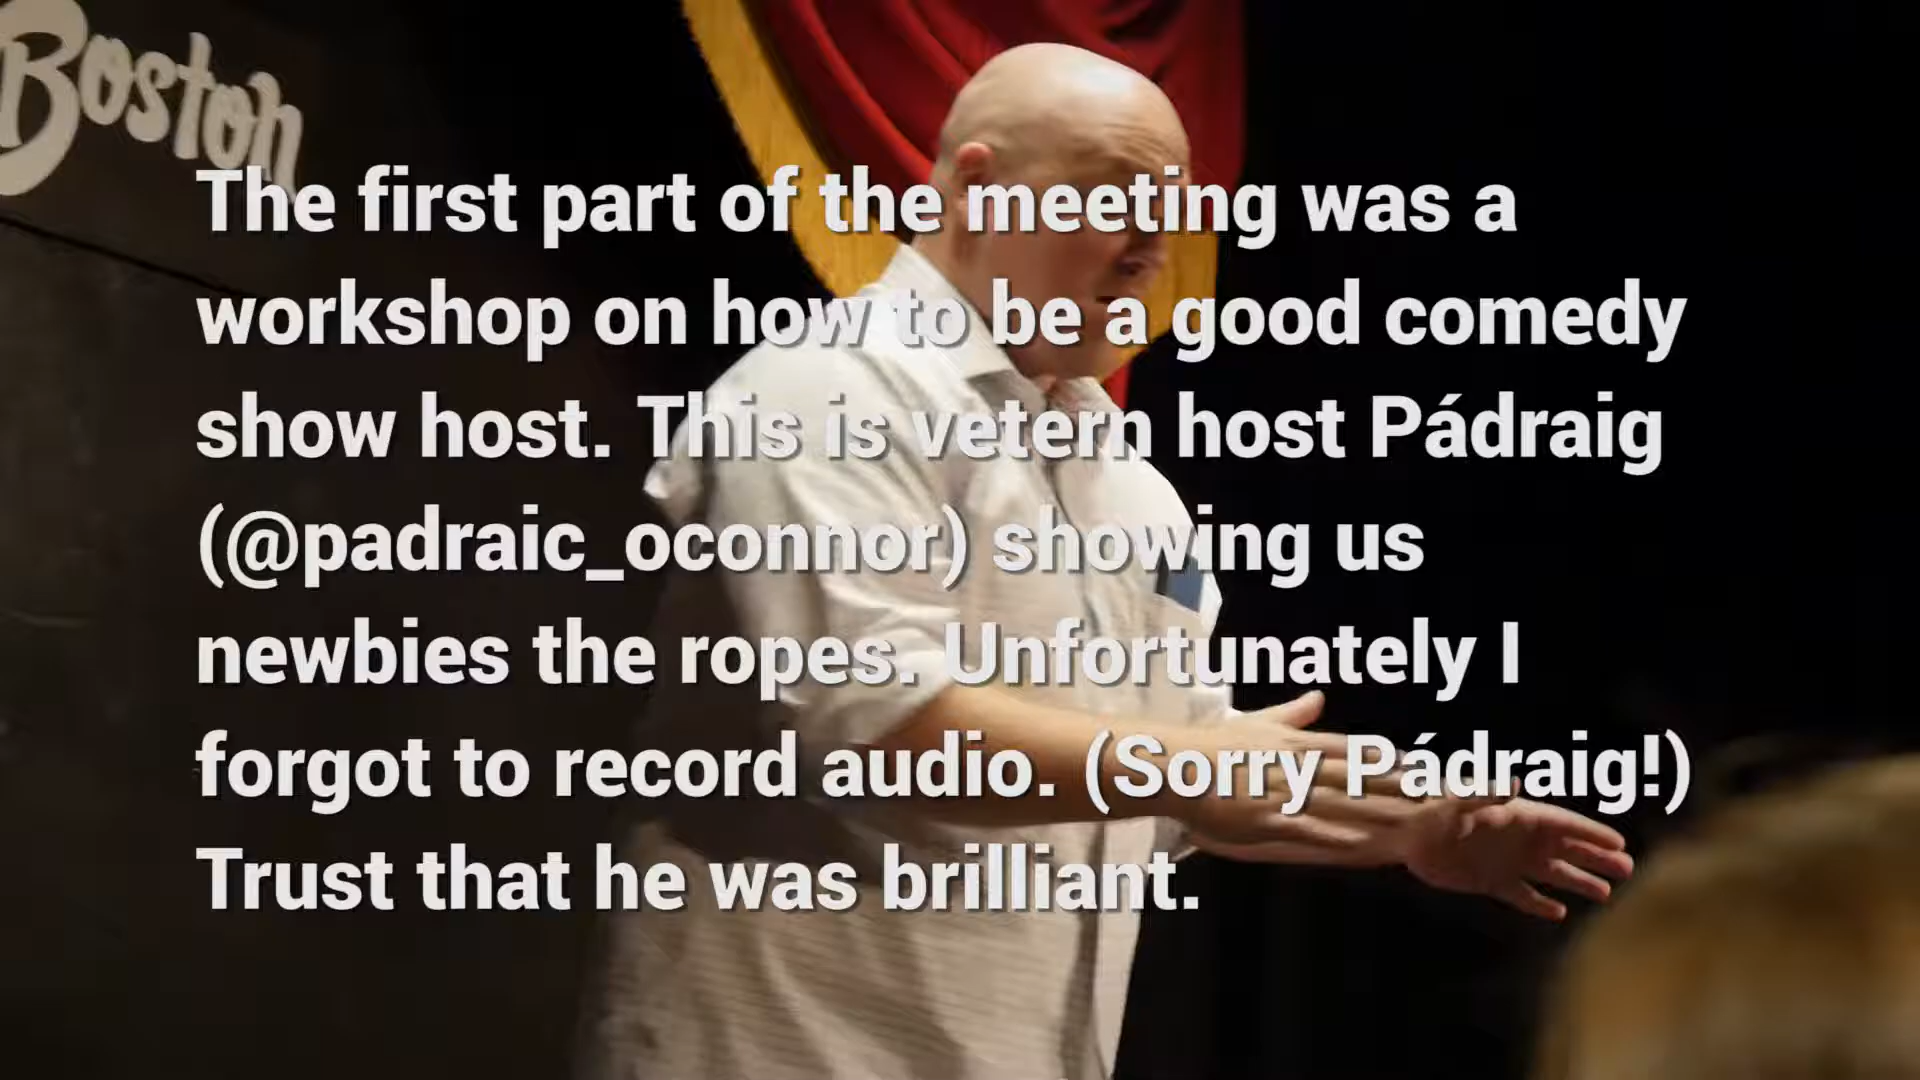 Boston
The first part of the meeting was a
workshop on how to be a good comedy
show host. This is vetern host Pádraig
(@padraic_oconnor) showing us
newbies the ropes. Unfortunately I
forgot to record audio. (Sorry Pádraig!)
Trust that he was brilliant.